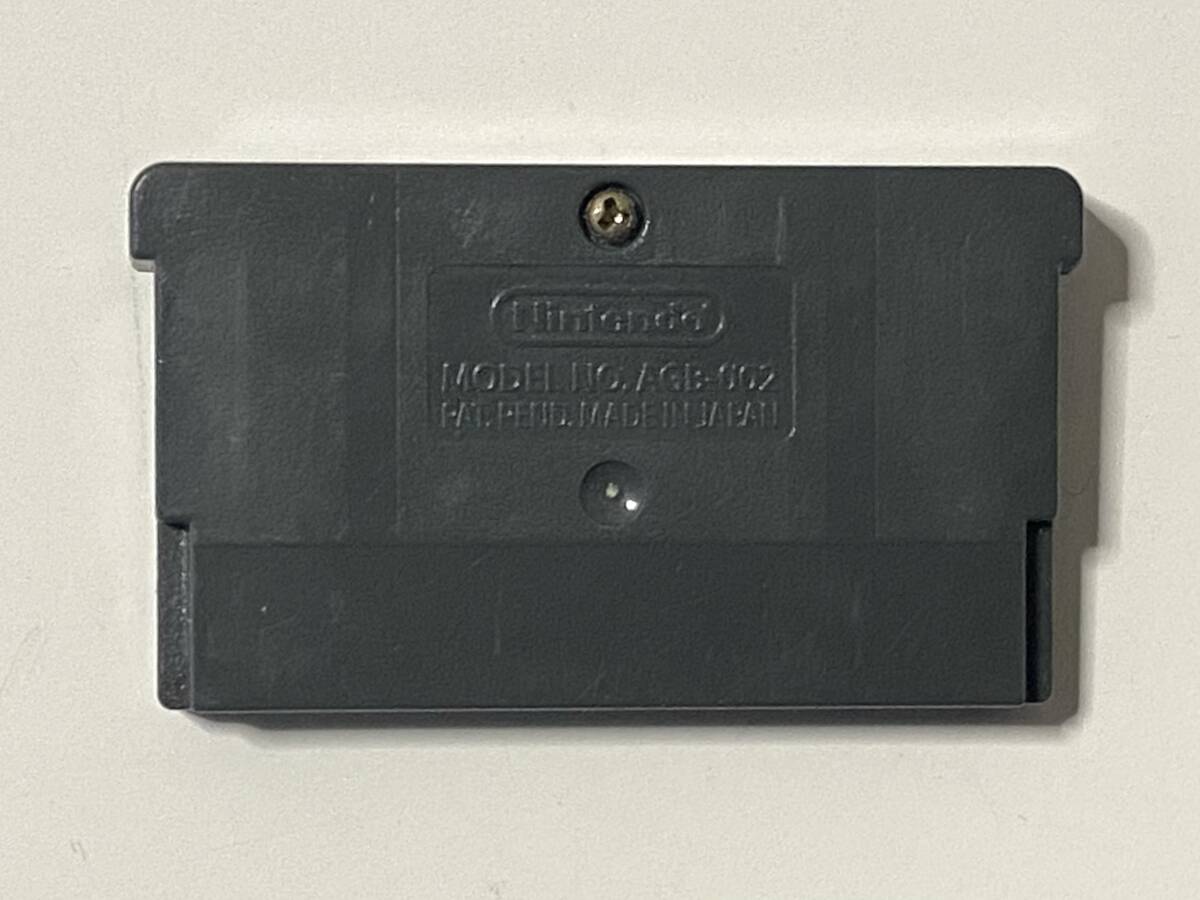 Nintendo
MODEL NO. AGB-002
PAT. PEND. MADE IN JAPAN